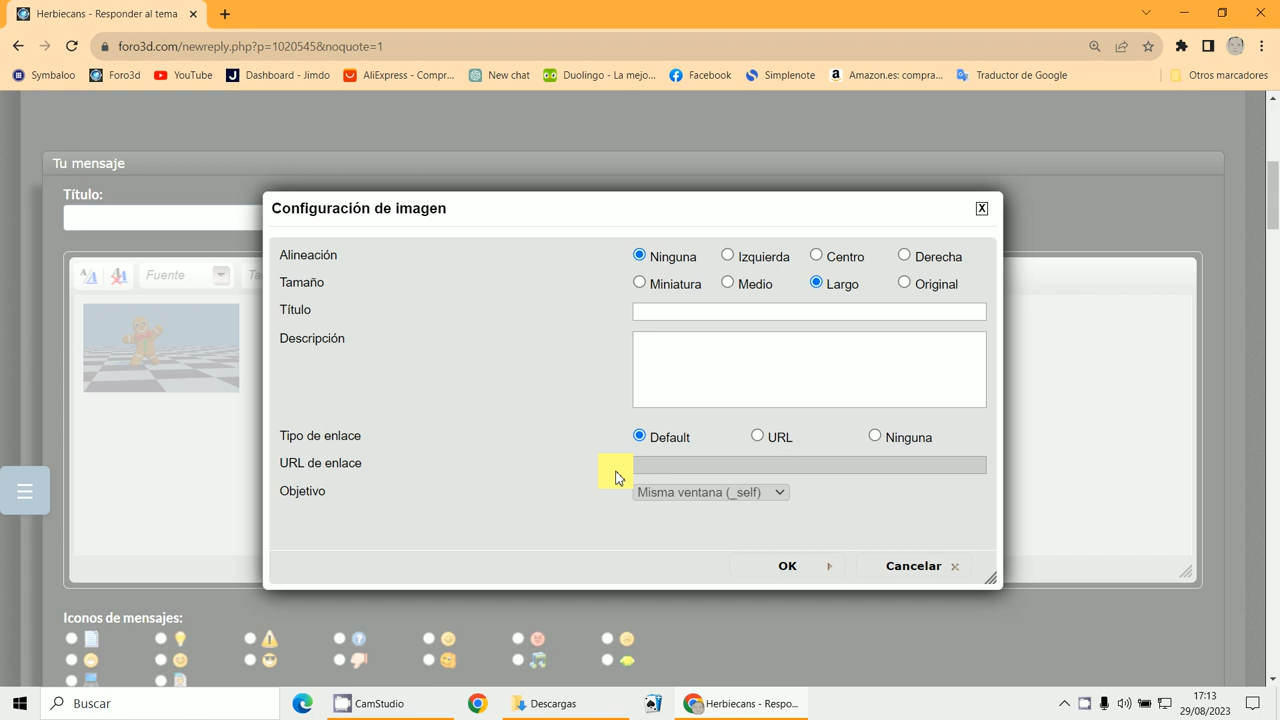 Herbiecans - Responder al tema
foro3d.com/newreply.php?p=1020545&noquote=1
Symbaloo Foro3d YouTube Dashboard - Jimdo AliExpress - Compr... New chat Duolingo - La mejo... Facebook Simplenote Amazon.es: compra... Traductor de Google Otros marcadores
Tu mensaje
Título:
Configuración de imagen X
Fuente
Alineación Ninguna Izquierda Centro Derecha
Tamaño Miniatura Medio Largo Original
Título
Descripción
Tipo de enlace Default URL Ninguna
URL de enlace
Objetivo Misma ventana (_self)
OK Cancelar
Iconos de mensajes:
Buscar CamStudio Descargas Herbiecans - Respo... 17:13
29/08/2023